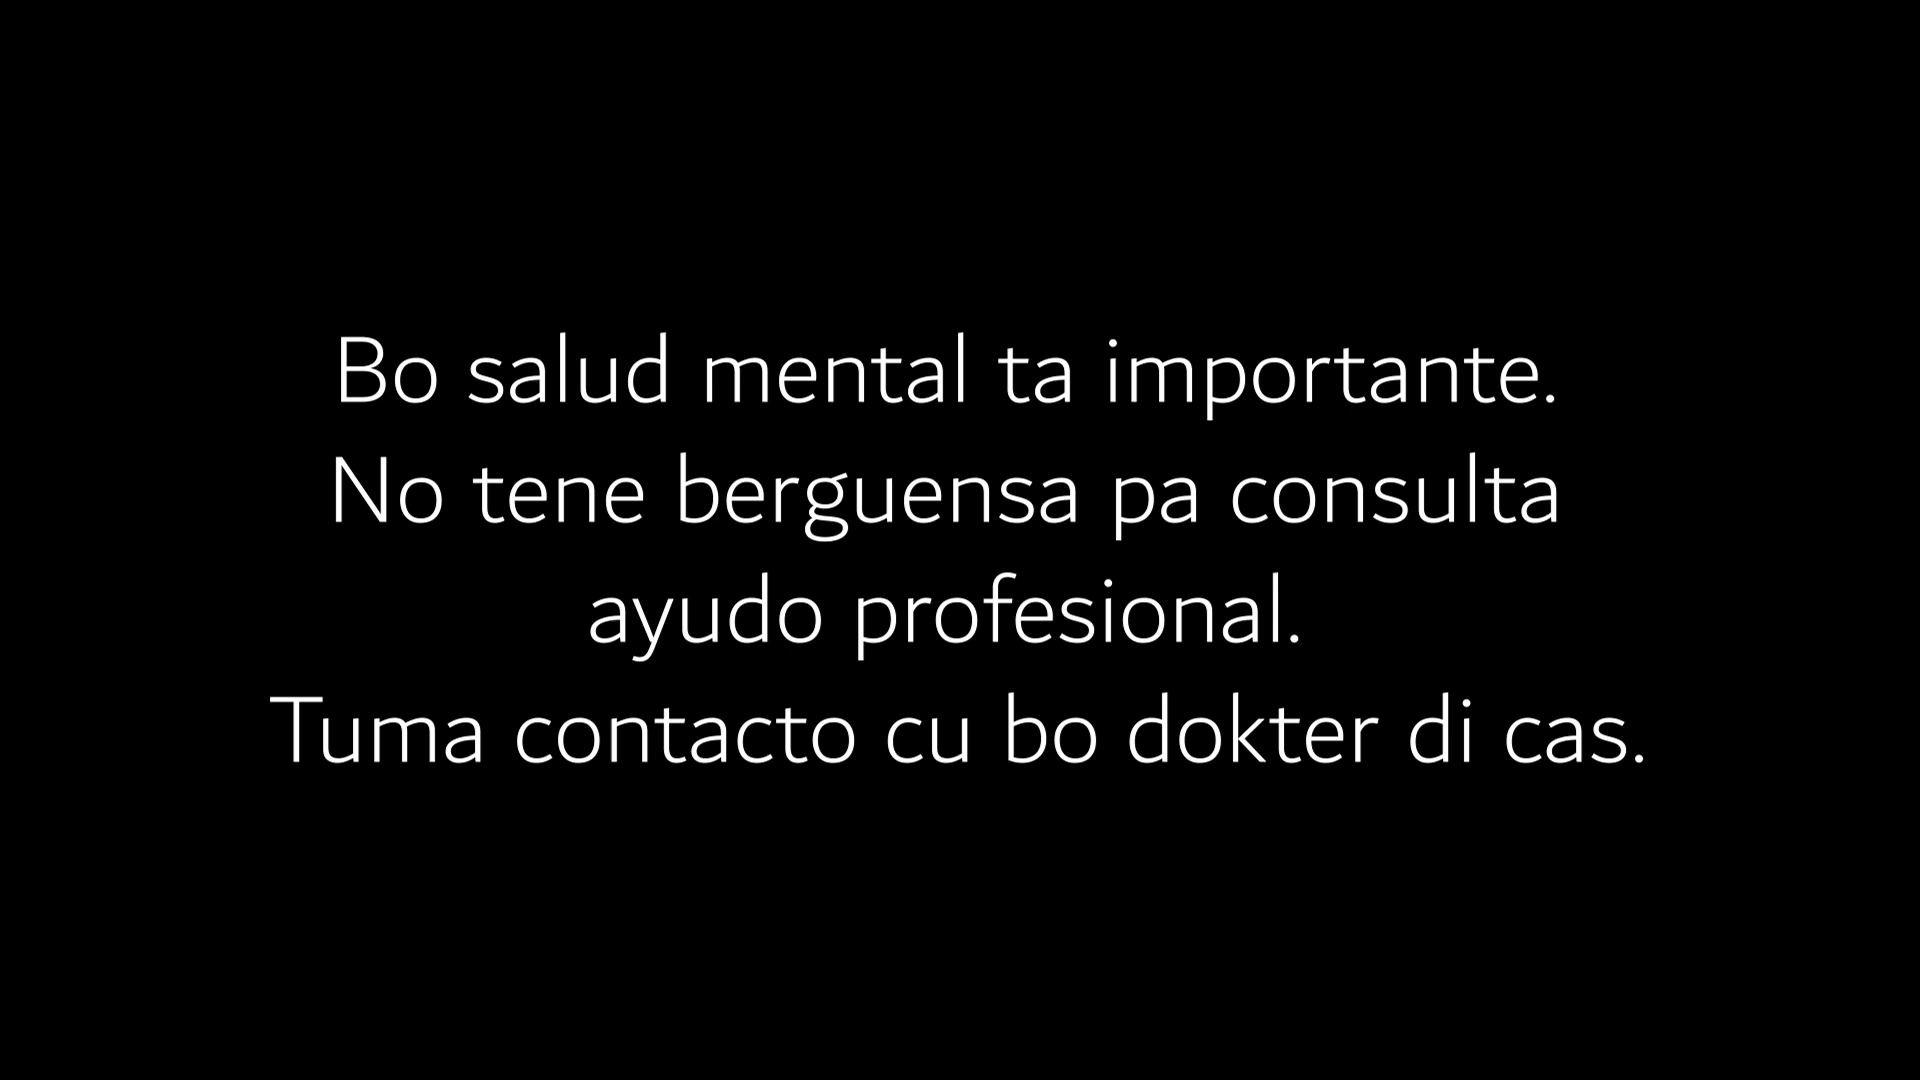 Bo salud mental ta importante.
No tene berguensa pa consulta
ayudo profesional.
Tuma contacto cu bo dokter di cas.